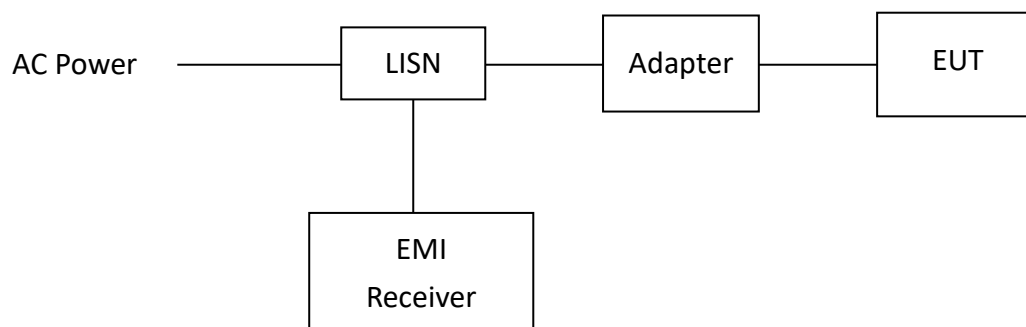 AC Power
LISN
Adapter
EUT
EMI
Receiver